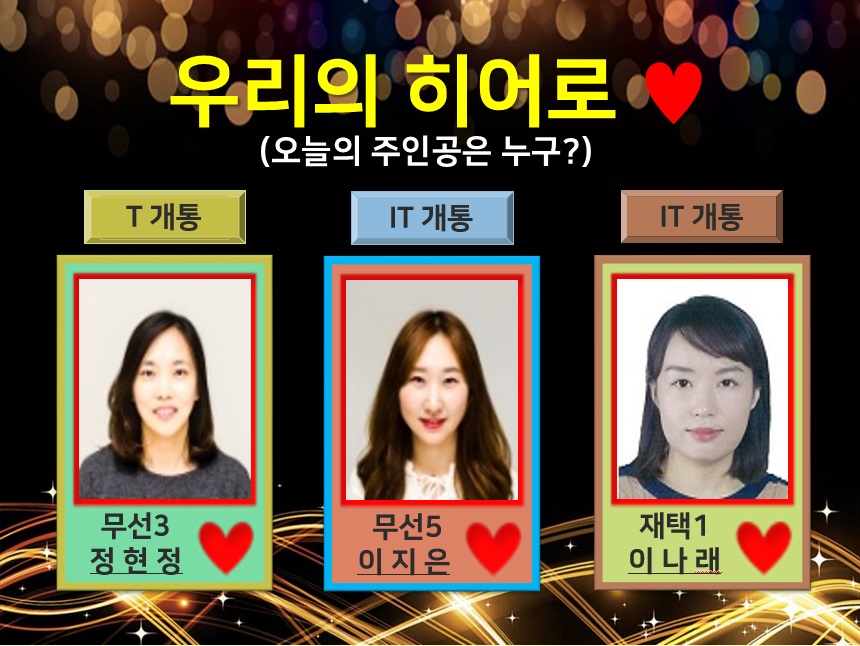 우리의 히어로
(오늘의 주인공은 누구?)
T 개통
IT 개통
IT 개통
무선3
정 현 정
무선5
이 지 은
재택1
이 나 래